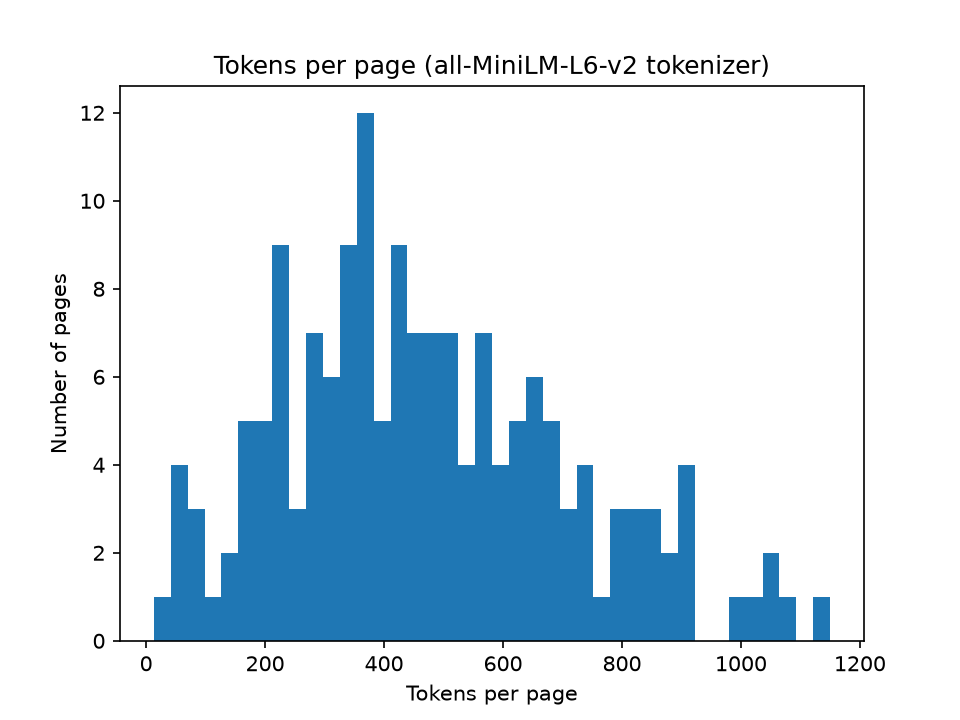 Tokens per page (all-MiniLM-L6-v2 tokenizer)
12
10
8
6
4
2
0
Number of pages
0 200 400 600 800 1000 1200
Tokens per page